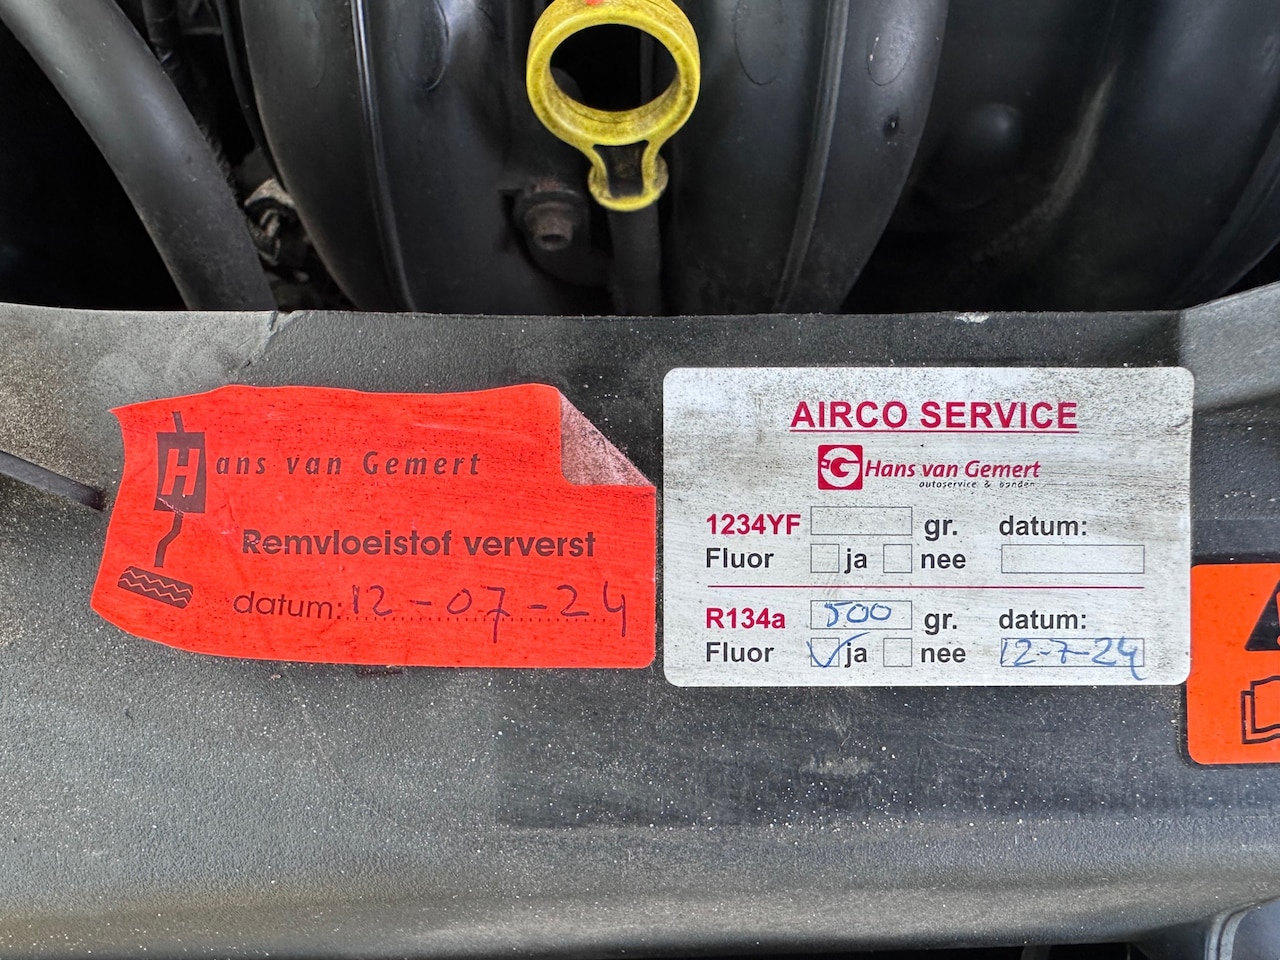 Hans van Gemert
Remvloeistof ververst
datum: 12-07-24
AIRCO SERVICE
G Hans van Gemert
autoservice & banden
1234YF gr. datum:
Fluor ja nee
R134a 500 gr. datum:
Fluor ja nee 12-7-24